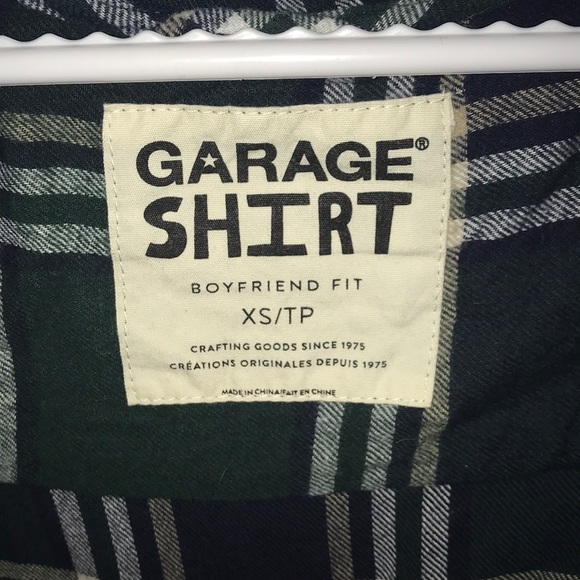 GARAGE®
SHIRT
BOYFRIEND FIT
XS/TP
CRAFTING GOODS SINCE 1975
CRÉATIONS ORIGINALES DEPUIS 1975
MADE IN CHINA/FAIT EN CHINE